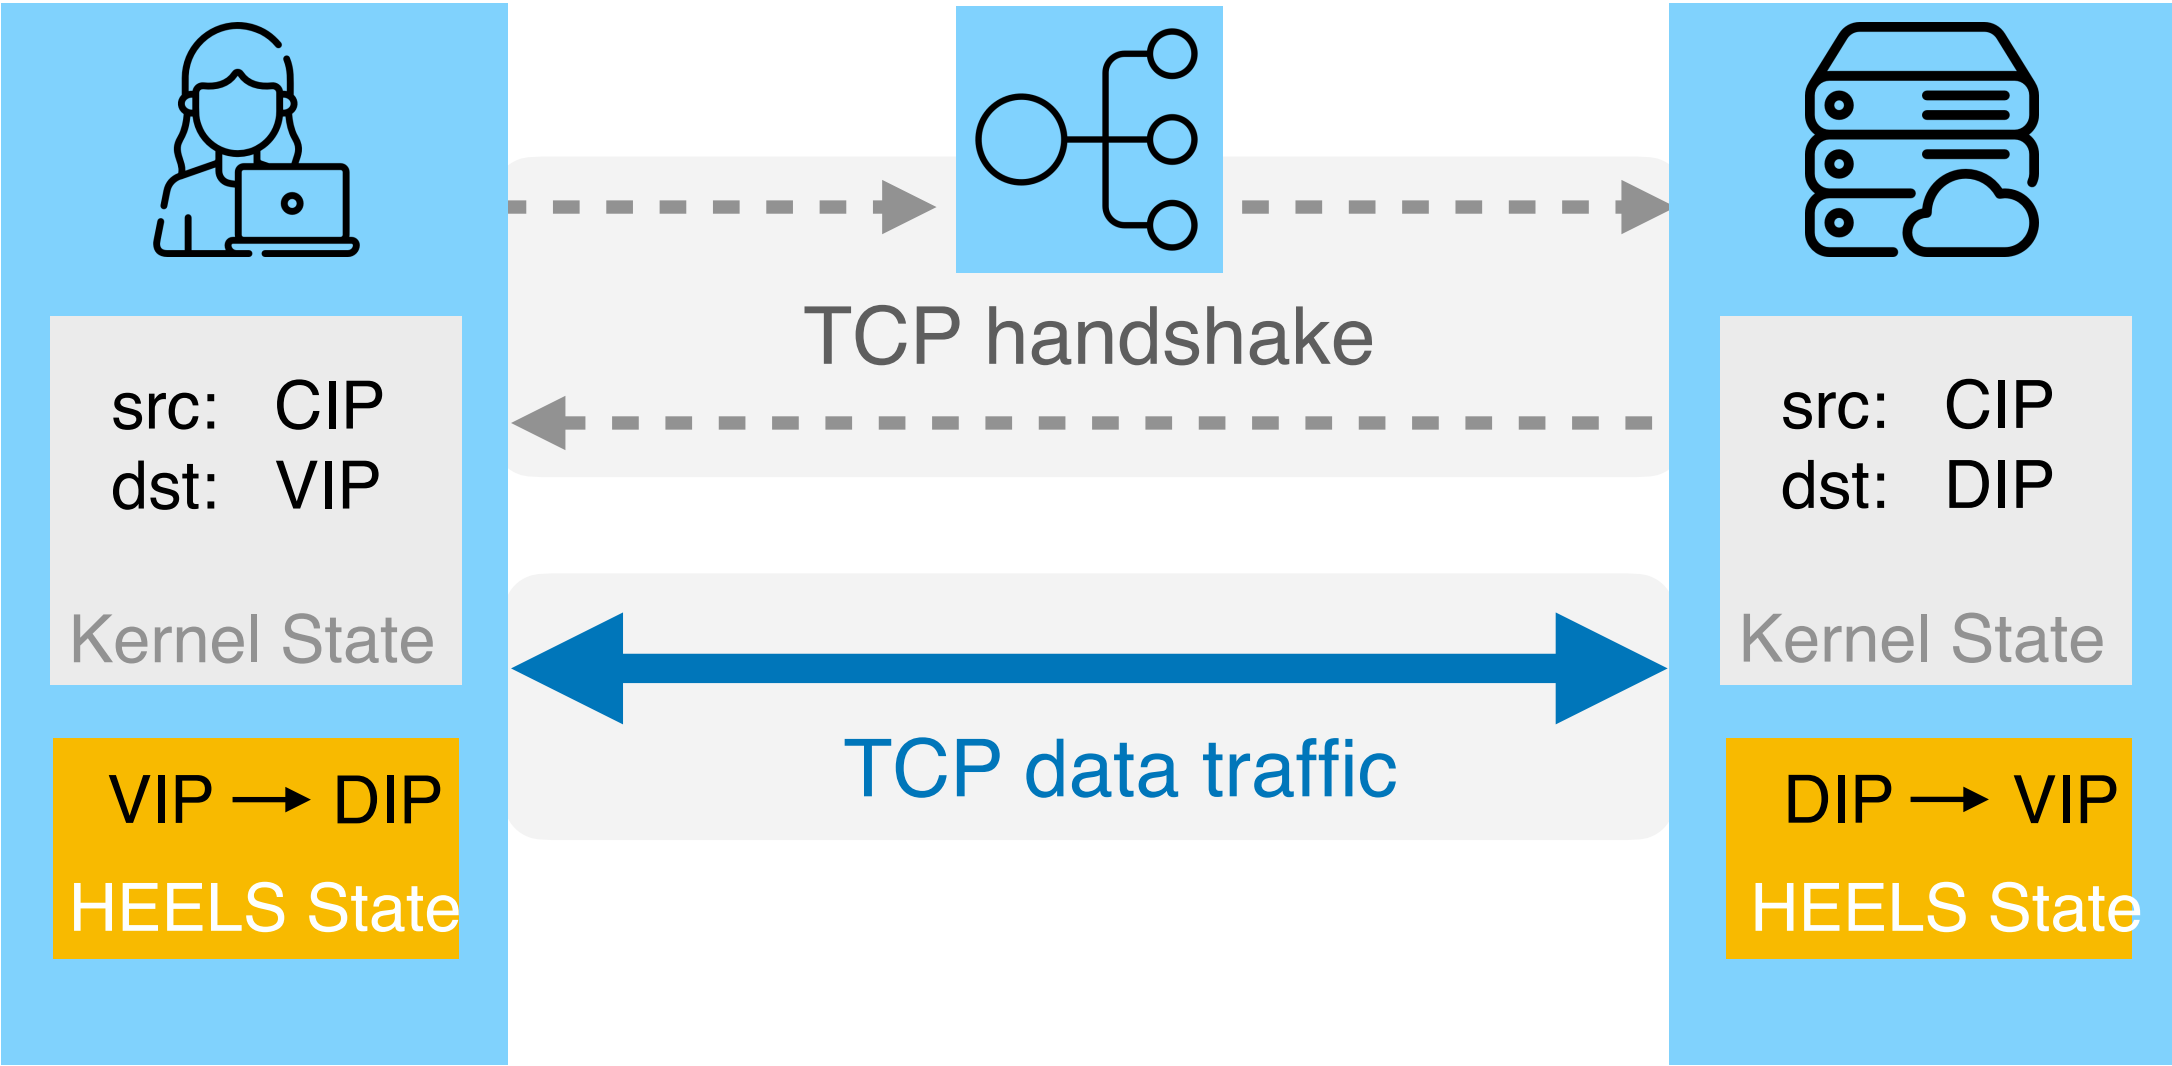 src: CIP
dst: VIP
Kernel State
VIP → DIP
HEELS State
TCP handshake
TCP data traffic
src: CIP
dst: DIP
Kernel State
DIP → VIP
HEELS State